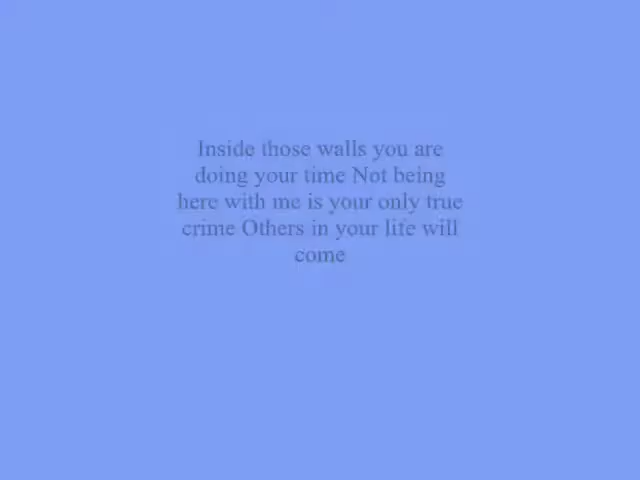 Inside those walls you are
doing your time Not being
here with me is your only true
crime Others in your life will
come